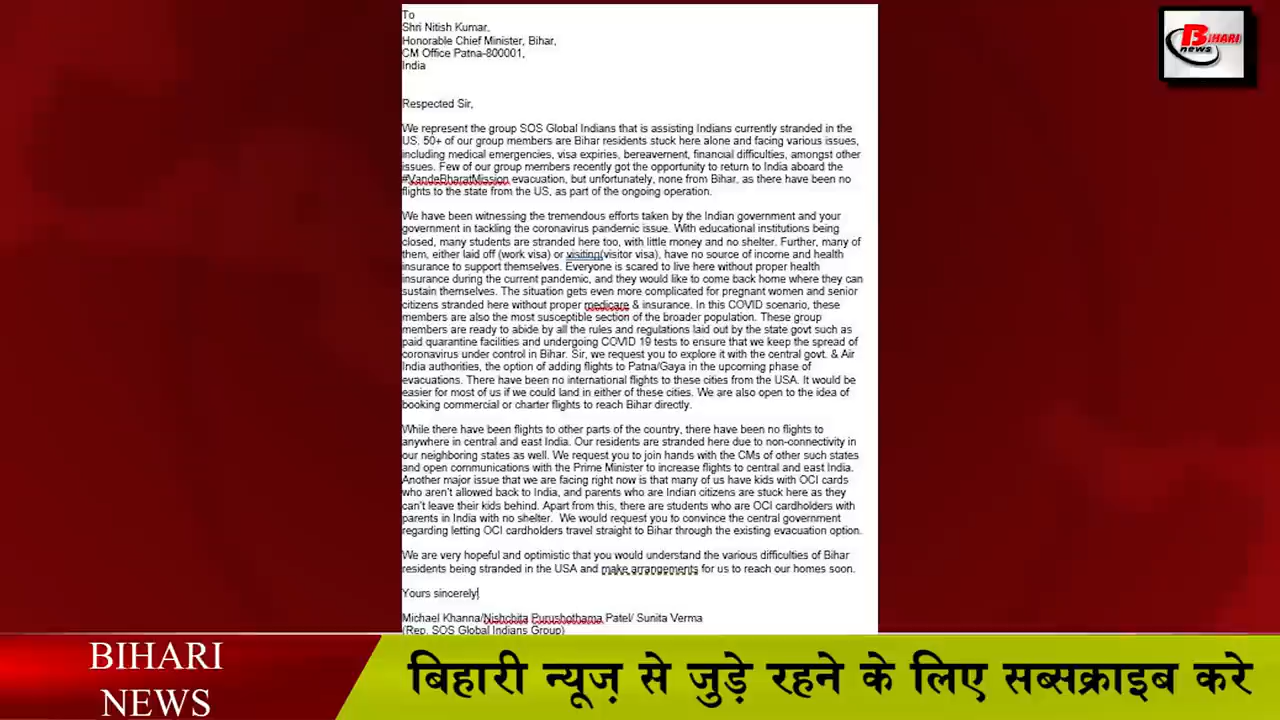 To
Shri Nitish Kumar,
Honorable Chief Minister, Bihar,
CM Office Patna-800001,
India
Respected Sir,
We represent the group SOS Global Indians that is assisting Indians currently stranded in the
US. 50+ of our group members are Bihar residents stuck here alone and facing various issues,
including medical emergencies, visa expiries, bereavement, financial difficulties, amongst other
issues. Few of our group members recently got the opportunity to return to India aboard the
#VandeBharatMission evacuation, but unfortunately, none from Bihar, as there have been no
flights to the state from the US, as part of the ongoing operation.
We have been witnessing the tremendous efforts taken by the Indian government and your
government in tackling the coronavirus pandemic issue. With educational institutions being
closed, many students are stranded here too, with little money and no shelter. Further, many of
them, either laid off (work visa) or visiting(visitor visa), have no source of income and health
insurance to support themselves. Everyone is scared to live here without proper health
insurance during the current pandemic, and they would like to come back home where they can
sustain themselves. The situation gets even more complicated for pregnant women and senior
citizens stranded here without proper medicare & insurance. In this COVID scenario, these
members are also the most susceptible section of the broader population. These group
members are ready to abide by all the rules and regulations laid out by the state govt such as
paid quarantine facilities and undergoing COVID 19 tests to ensure that we keep the spread of
coronavirus under control in Bihar. Sir, we request you to explore it with the central govt. & Air
India authorities, the option of adding flights to Patna/Gaya in the upcoming phase of
evacuations. There have been no international flights to these cities from the USA. It would be
easier for most of us if we could land in either of these cities. We are also open to the idea of
booking commercial or charter flights to reach Bihar directly.
While there have been flights to other parts of the country, there have been no flights to
anywhere in central and east India. Our residents are stranded here due to non-connectivity in
our neighboring states as well. We request you to join hands with the CMs of other such states
and open communications with the Prime Minister to increase flights to central and east India.
Another major issue that we are facing right now is that many of us have kids with OCI cards
who aren't allowed back to India, and parents who are Indian citizens are stuck here as they
can't leave their kids behind. Apart from this, there are students who are OCI cardholders with
parents in India with no shelter. We would request you to convince the central government
regarding letting OCI cardholders travel straight to Bihar through the existing evacuation option.
We are very hopeful and optimistic that you would understand the various difficulties of Bihar
residents being stranded in the USA and make arrangements for us to reach our homes soon.
Yours sincerely
Michael Khanna/Nishchita Purushothama Patel/ Sunita Verma
(Rep. SOS Global Indians Group)
BIHARI
news
BIHARI
NEWS
बिहारी न्यूज़ से जुड़े रहने के लिए सब्सक्राइब करे